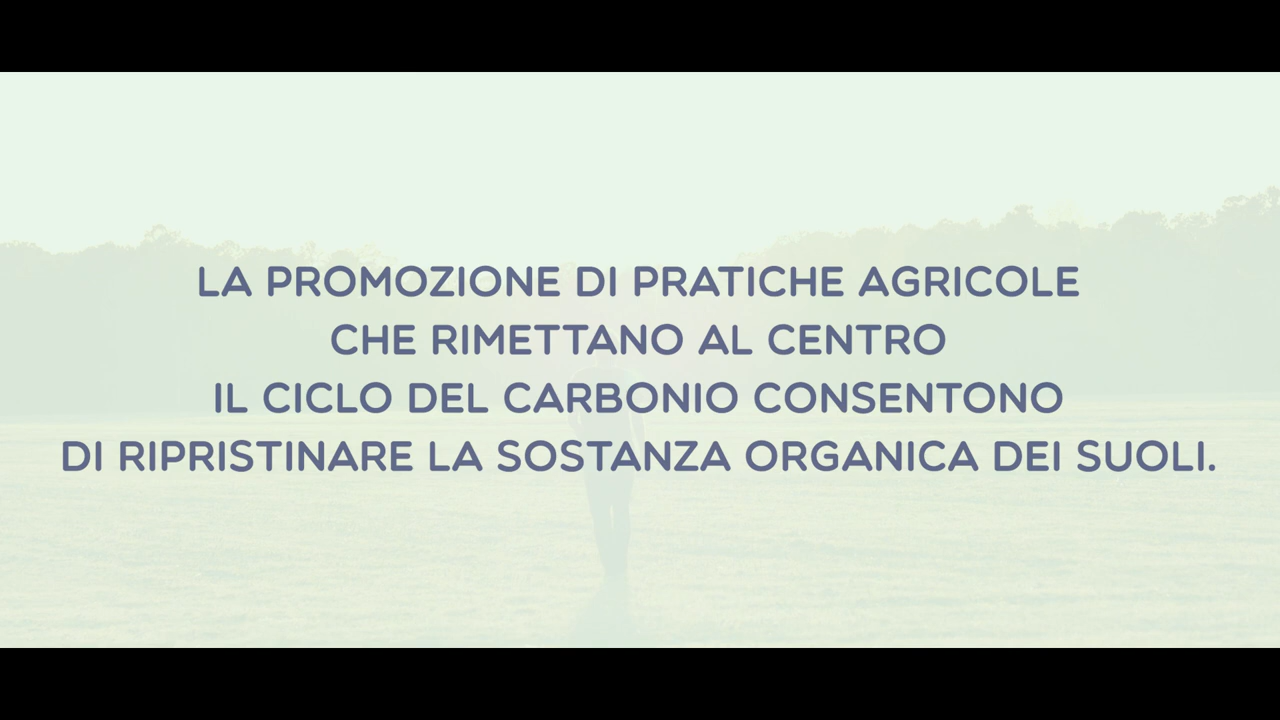 LA PROMOZIONE DI PRATICHE AGRICOLE
CHE RIMETTANO AL CENTRO
IL CICLO DEL CARBONIO CONSENTONO
DI RIPRISTINARE LA SOSTANZA ORGANICA DEI SUOLI.